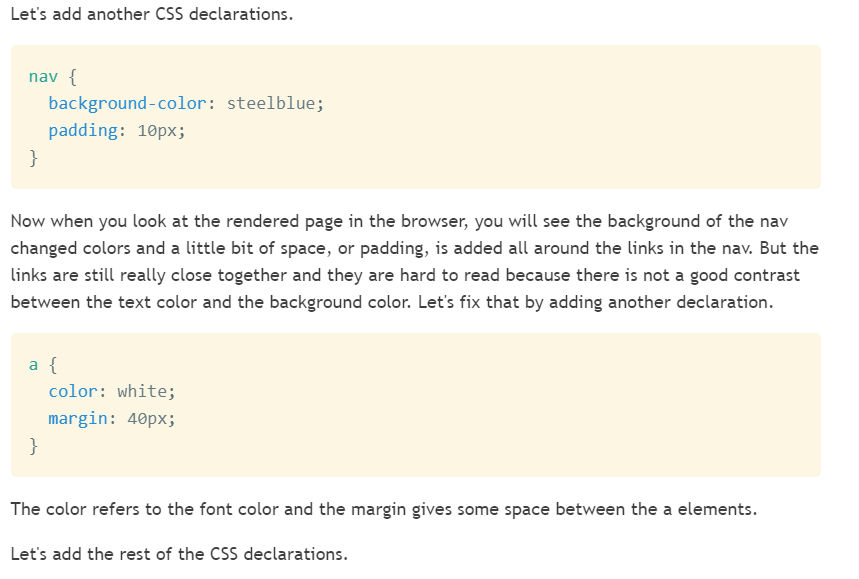 Let's add another CSS declarations.
nav {
  background-color: steelblue;
  padding: 10px;
}
Now when you look at the rendered page in the browser, you will see the background of the nav
changed colors and a little bit of space, or padding, is added all around the links in the nav. But the
links are still really close together and they are hard to read because there is not a good contrast
between the text color and the background color. Let's fix that by adding another declaration.
a {
  color: white;
  margin: 40px;
}
The color refers to the font color and the margin gives some space between the a elements.
Let's add the rest of the CSS declarations.